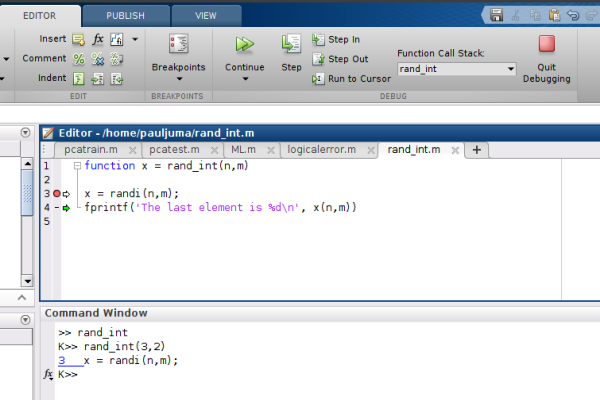 EDITOR PUBLISH VIEW
Insert fx
Comment %
Indent
EDIT
Breakpoints
BREAKPOINTS
Continue
Step
Step In
Step Out
Run to Cursor
Function Call Stack:
rand_int
DEBUG
Quit
Debugging
Editor - /home/pauljuma/rand_int.m
pcatrain.m pcatest.m ML.m logicalerror.m rand_int.m +
1 function x = rand_int(n,m)
2
3 x = randi(n,m);
4 - fprintf('The last element is %d\n', x(n,m))
5
Command Window
>> rand_int
K>> rand_int(3,2)
3 x = randi(n,m);
fx K>>